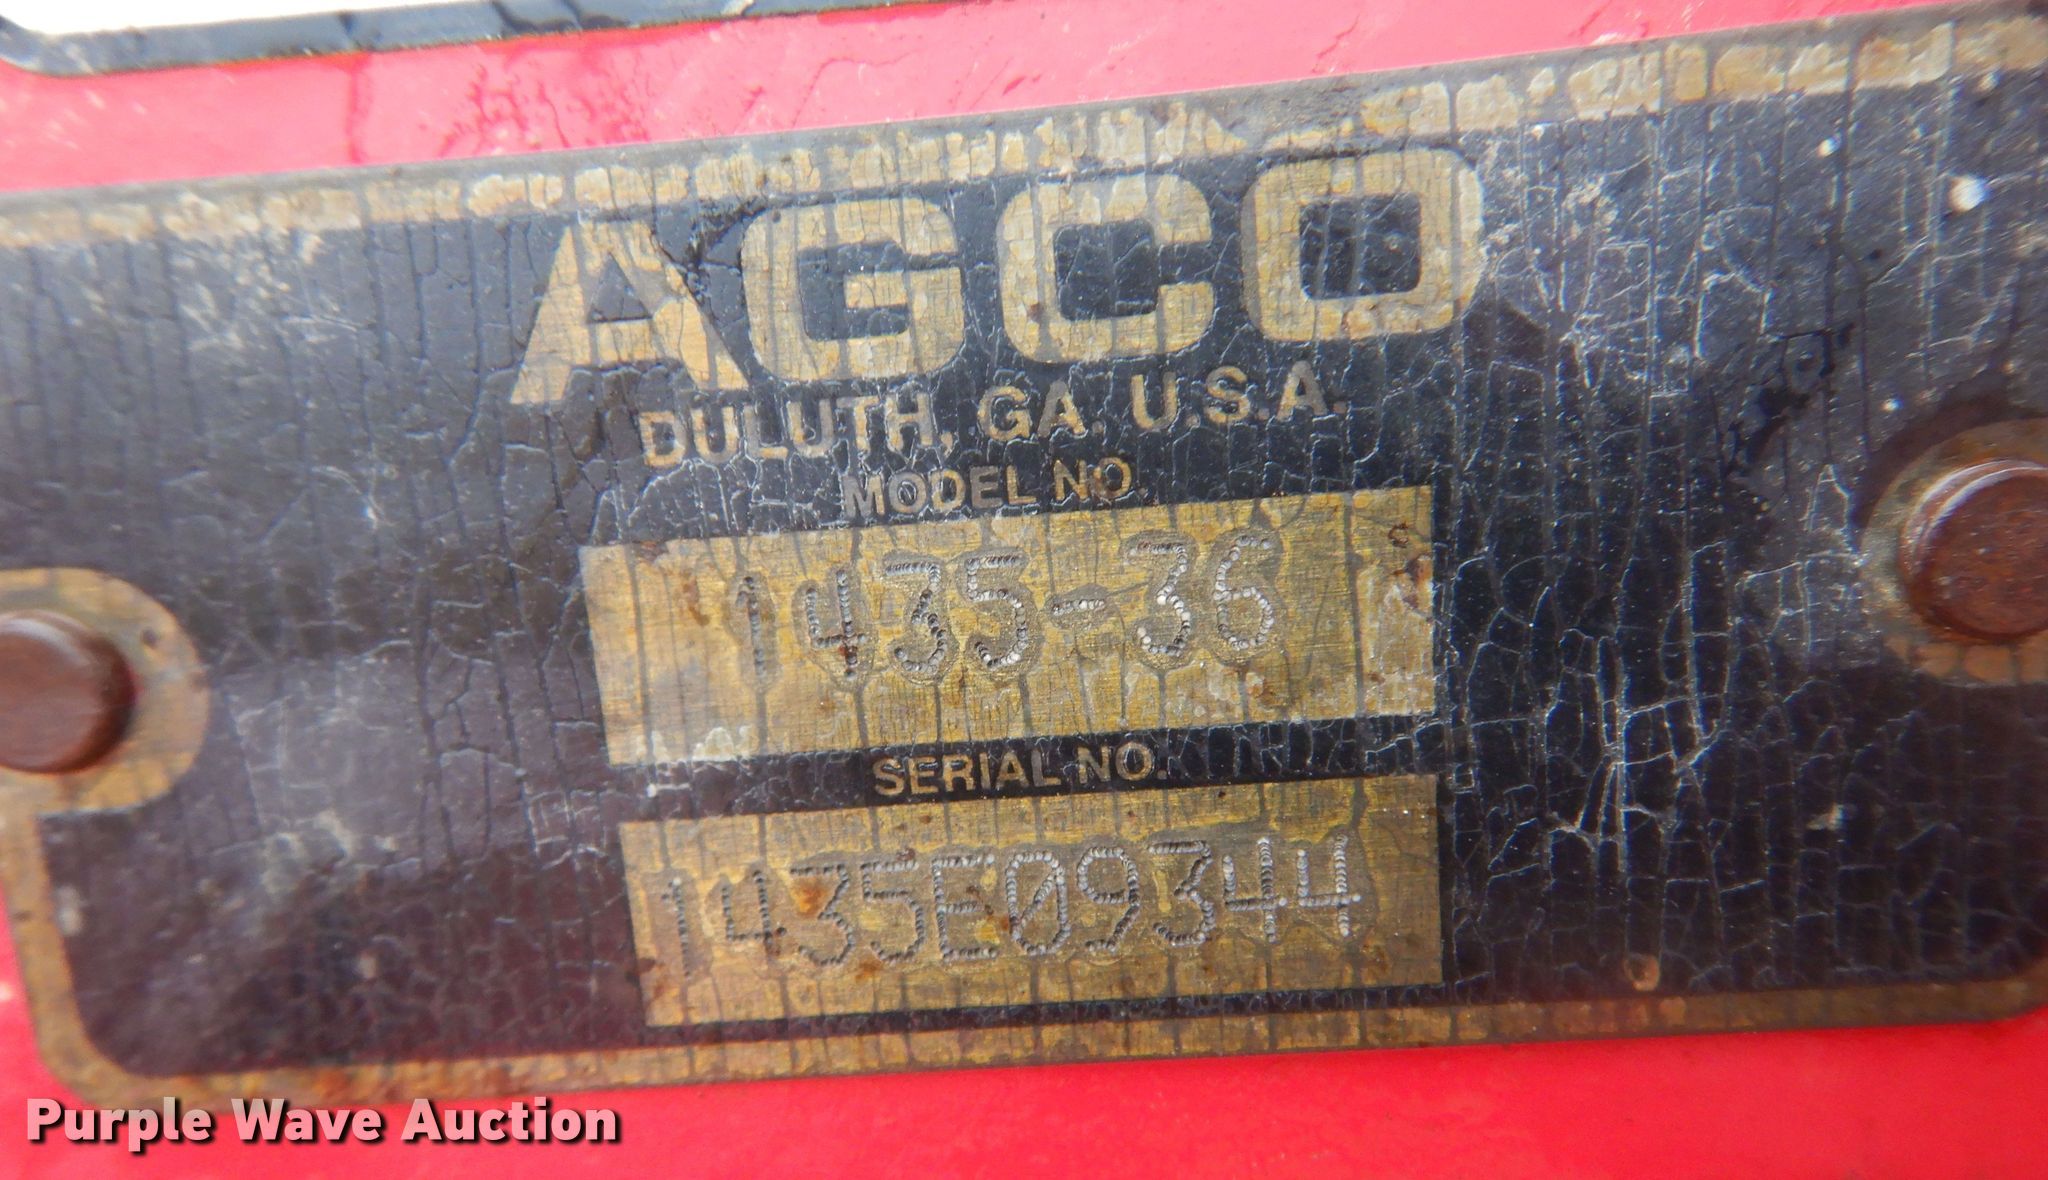 AGCO
DULUTH, GA. U.S.A.
MODEL NO.
1435-36
SERIAL NO.
1435E09344
Purple Wave Auction